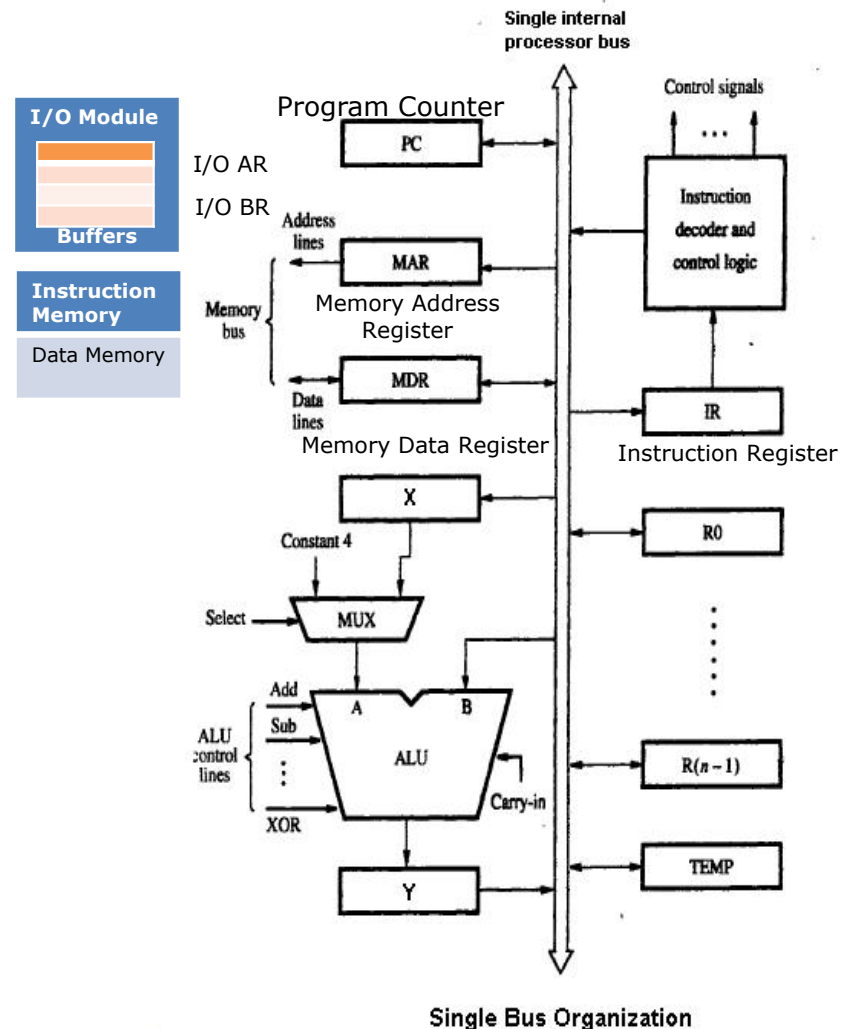 Single internal
processor bus
Control signals
...
I/O Module
Buffers
I/O AR
I/O BR
Instruction
Memory
Data Memory
Program Counter
PC
Address
lines
MAR
Memory Address
Register
Memory
bus
MDR
Data
lines
Memory Data Register
Instruction
decoder and
control logic
IR
Instruction Register
X
Constant 4
R0
Select
MUX
Add
A
B
Sub
ALU
control
lines
ALU
R(n – 1)
Carry-in
XOR
Y
TEMP
Single Bus Organization